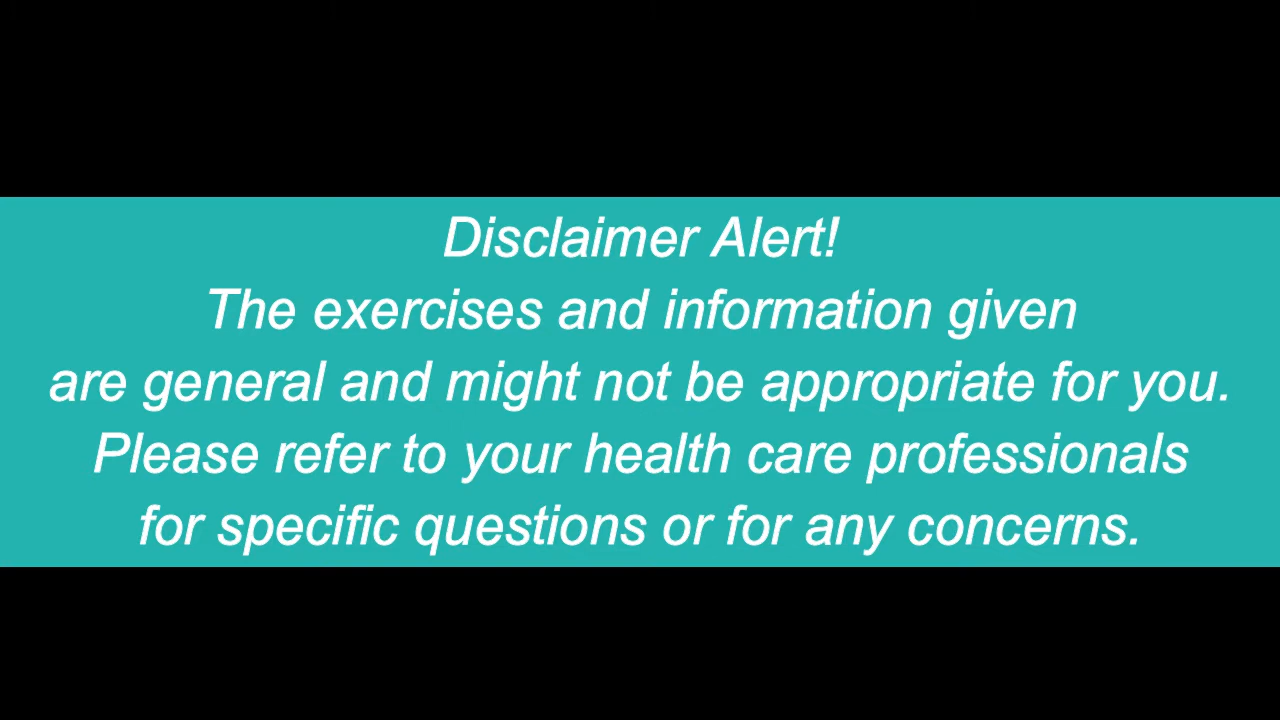 Disclaimer Alert!
The exercises and information given
are general and might not be appropriate for you.
Please refer to your health care professionals
for specific questions or for any concerns.